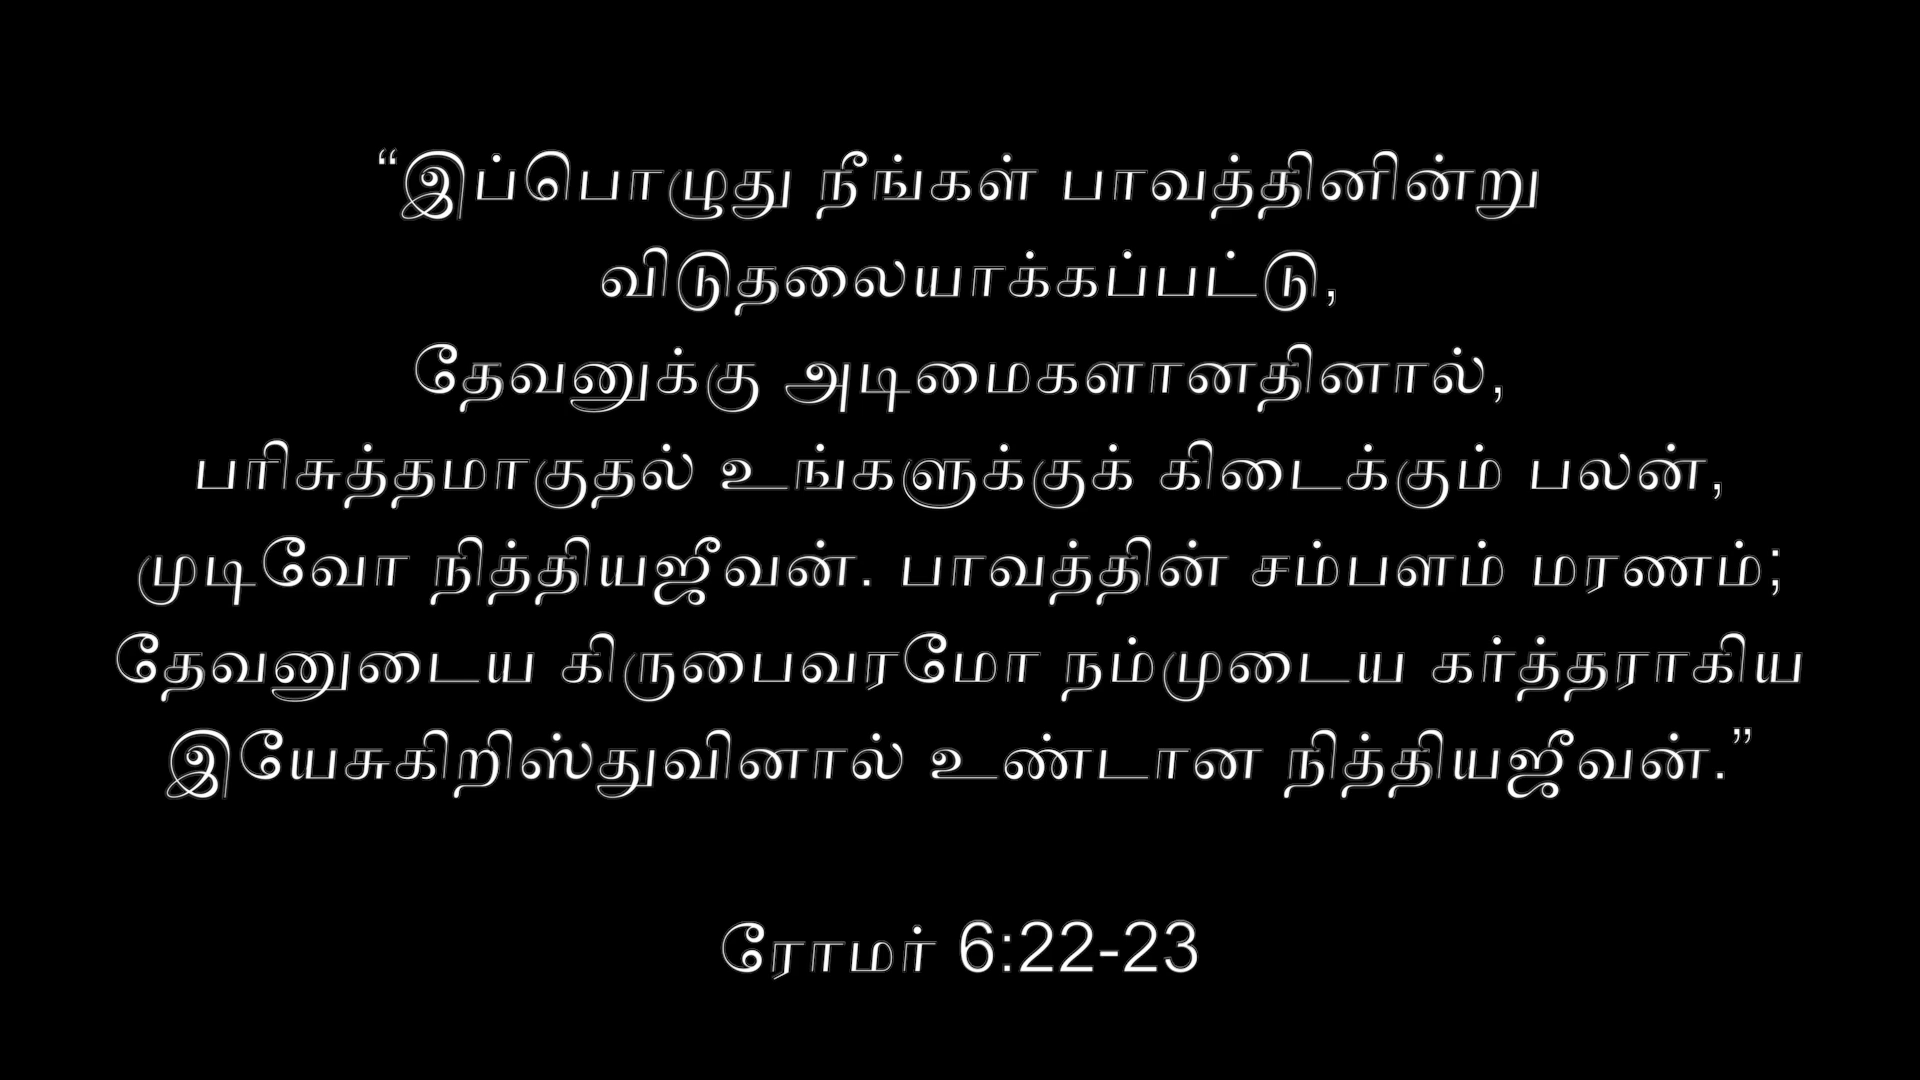 “இப்பொழுது நீங்கள் பாவத்தினின்று
விடுதலையாக்கப்பட்டு,
தேவனுக்கு அடிமைகளானதினால்,
பரிசுத்தமாகுதல் உங்களுக்குக் கிடைக்கும் பலன்,
முடிவோ நித்தியஜீவன். பாவத்தின் சம்பளம் மரணம்;
தேவனுடைய கிருபைவரமோ நம்முடைய கர்த்தராகிய
இயேசுகிறிஸ்துவினால் உண்டான நித்தியஜீவன்.”
ரோமர் 6:22-23